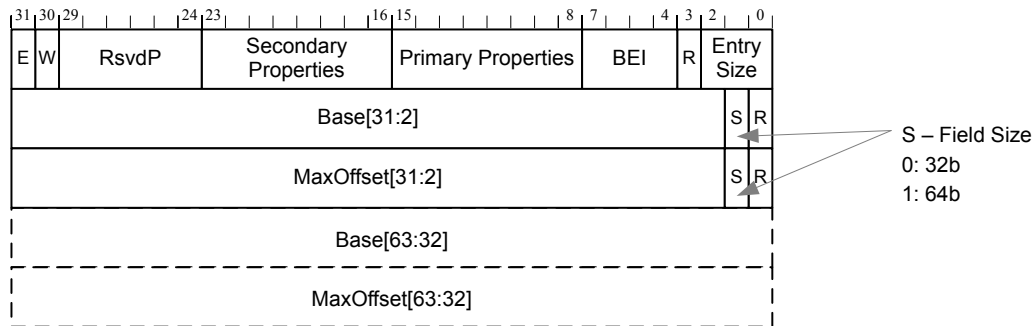 31 30 29 24 23 16 15 8 7 4 3 2 0
E W RsvdP Secondary Properties Primary Properties BEI R Entry Size
Base[31:2] S R
MaxOffset[31:2] S R
S – Field Size
0: 32b
1: 64b
Base[63:32]
MaxOffset[63:32]